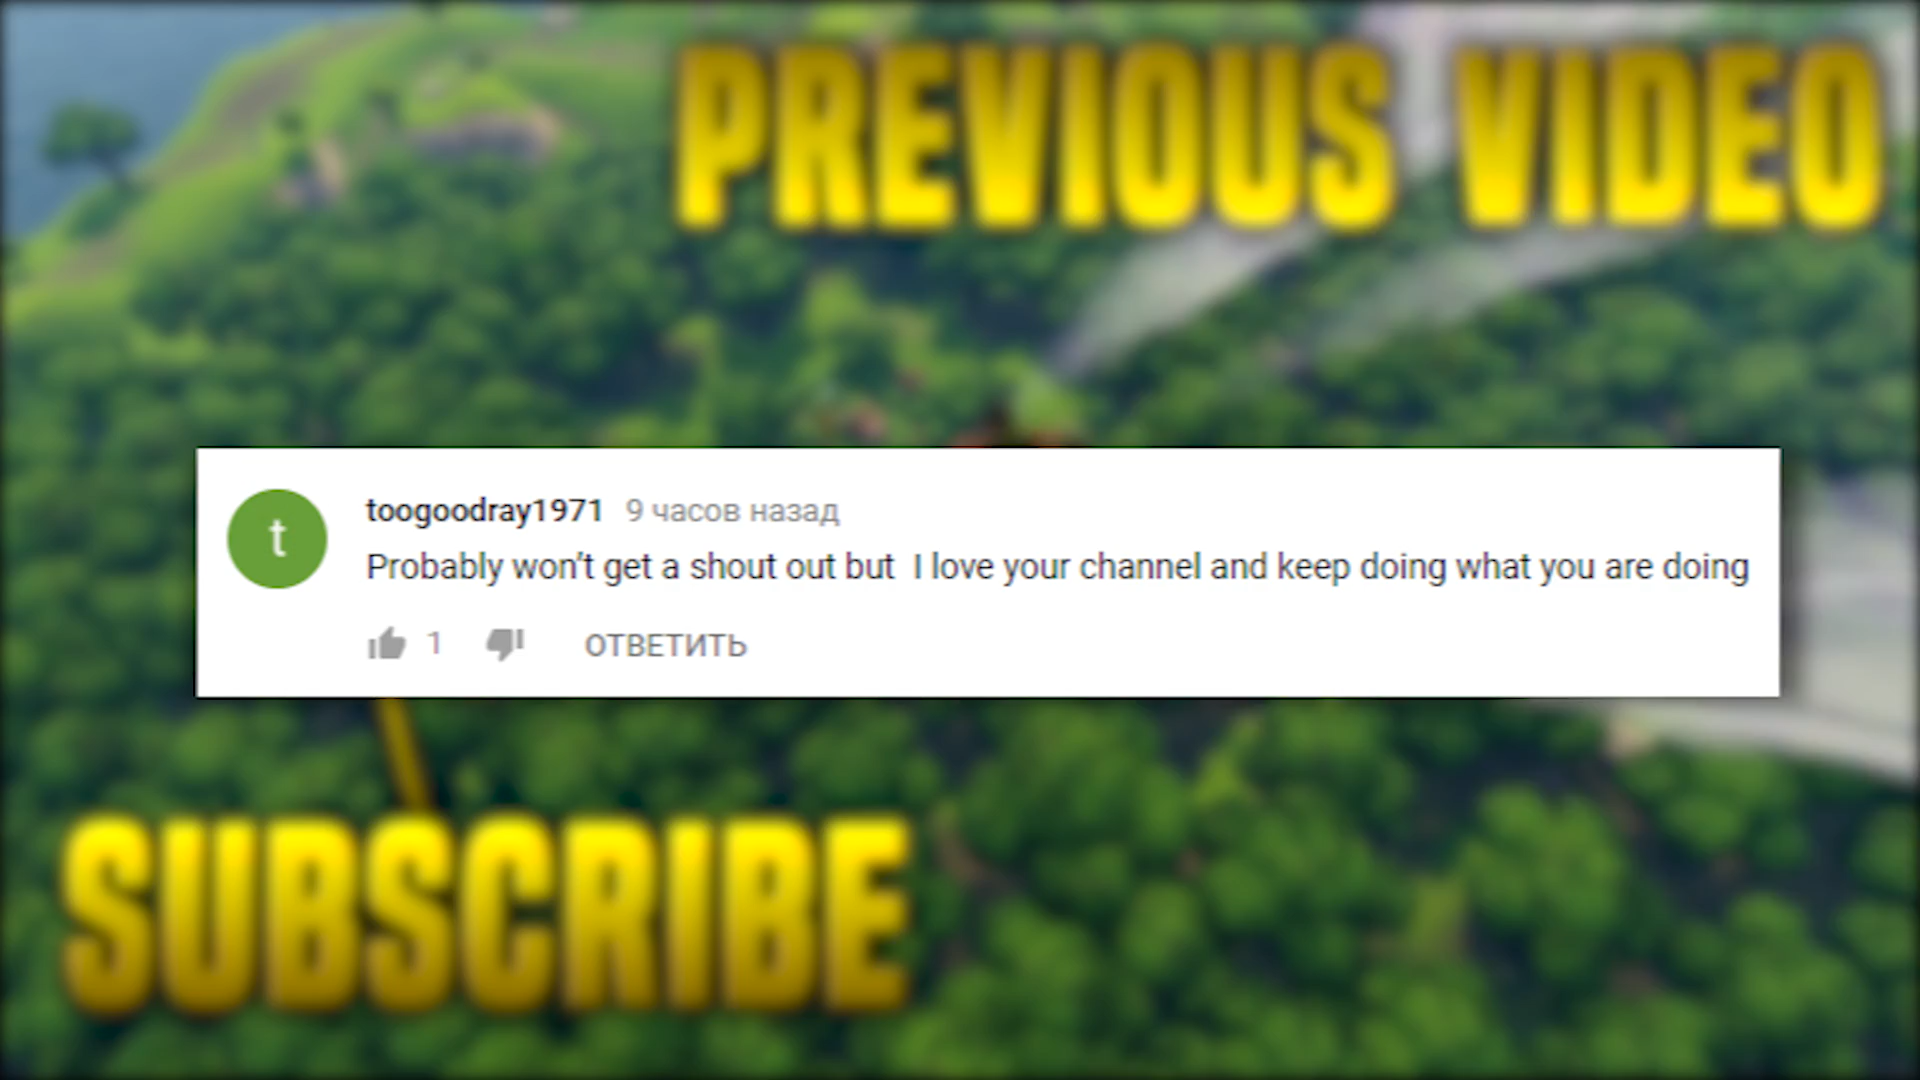 PREVIOUS VIDEO
t
toogoodray1971 9 часов назад
Probably won't get a shout out but I love your channel and keep doing what you are doing
1 ОТВЕТИТЬ
SUBSCRIBE